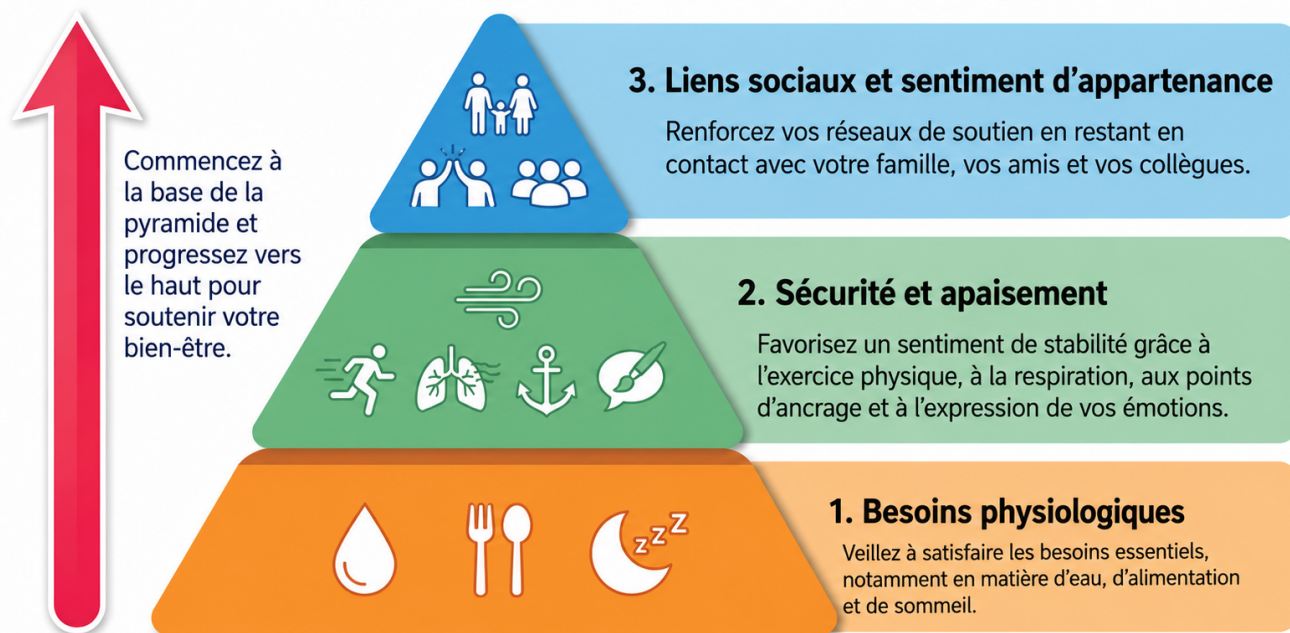 3. Liens sociaux et sentiment d'appartenance
Renforcez vos réseaux de soutien en restant en
contact avec votre famille, vos amis et vos collègues.
Commencez à
la base de la
pyramide et
progressez vers
le haut pour
soutenir votre
bien-être.
2. Sécurité et apaisement
Favorisez un sentiment de stabilité grâce à
l'exercice physique, à la respiration, aux points
d'ancrage et à l'expression de vos émotions.
1. Besoins physiologiques
Veillez à satisfaire les besoins essentiels,
notamment en matière d'eau, d'alimentation
et de sommeil.
z z Z